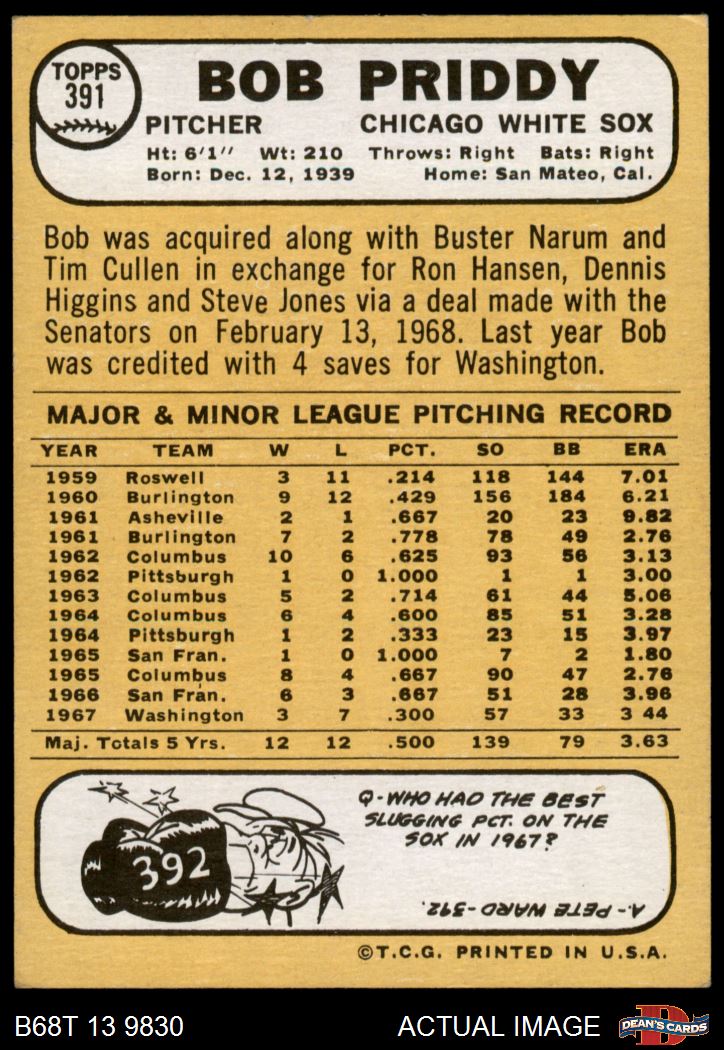 TOPPS
391
BOB PRIDDY
PITCHER CHICAGO WHITE SOX
Ht: 6'1" Wt: 210 Throws: Right Bats: Right
Born: Dec. 12, 1939 Home: San Mateo, Cal.
Bob was acquired along with Buster Narum and
Tim Cullen in exchange for Ron Hansen, Dennis
Higgins and Steve Jones via a deal made with the
Senators on February 13, 1968. Last year Bob
was credited with 4 saves for Washington.
MAJOR & MINOR LEAGUE PITCHING RECORD
YEAR TEAM W L PCT. SO BB ERA
1959 Roswell 3 11 .214 118 144 7.01
1960 Burlington 9 12 .429 156 184 6.21
1961 Asheville 2 1 .667 20 23 9.82
1961 Burlington 7 2 .778 78 49 2.76
1962 Columbus 10 6 .625 93 56 3.13
1962 Pittsburgh 1 0 1.000 1 1 3.00
1963 Columbus 5 2 .714 61 44 5.06
1964 Columbus 6 4 .600 85 51 3.28
1964 Pittsburgh 1 2 .333 23 15 3.97
1965 San Fran. 1 0 1.000 7 2 1.80
1965 Columbus 8 4 .667 90 47 2.76
1966 San Fran. 6 3 .667 51 28 3.96
1967 Washington 3 7 .300 57 33 3 44
Maj. Totals 5 Yrs. 12 12 .500 139 79 3.63
392
Q-WHO HAD THE BEST
SLUGGING PCT. ON THE
SOX IN 1967?
A-PETE WARD-.392.
©T.C.G. PRINTED IN U.S.A.
B68T 13 9830 ACTUAL IMAGE D DEAN'S CARDS